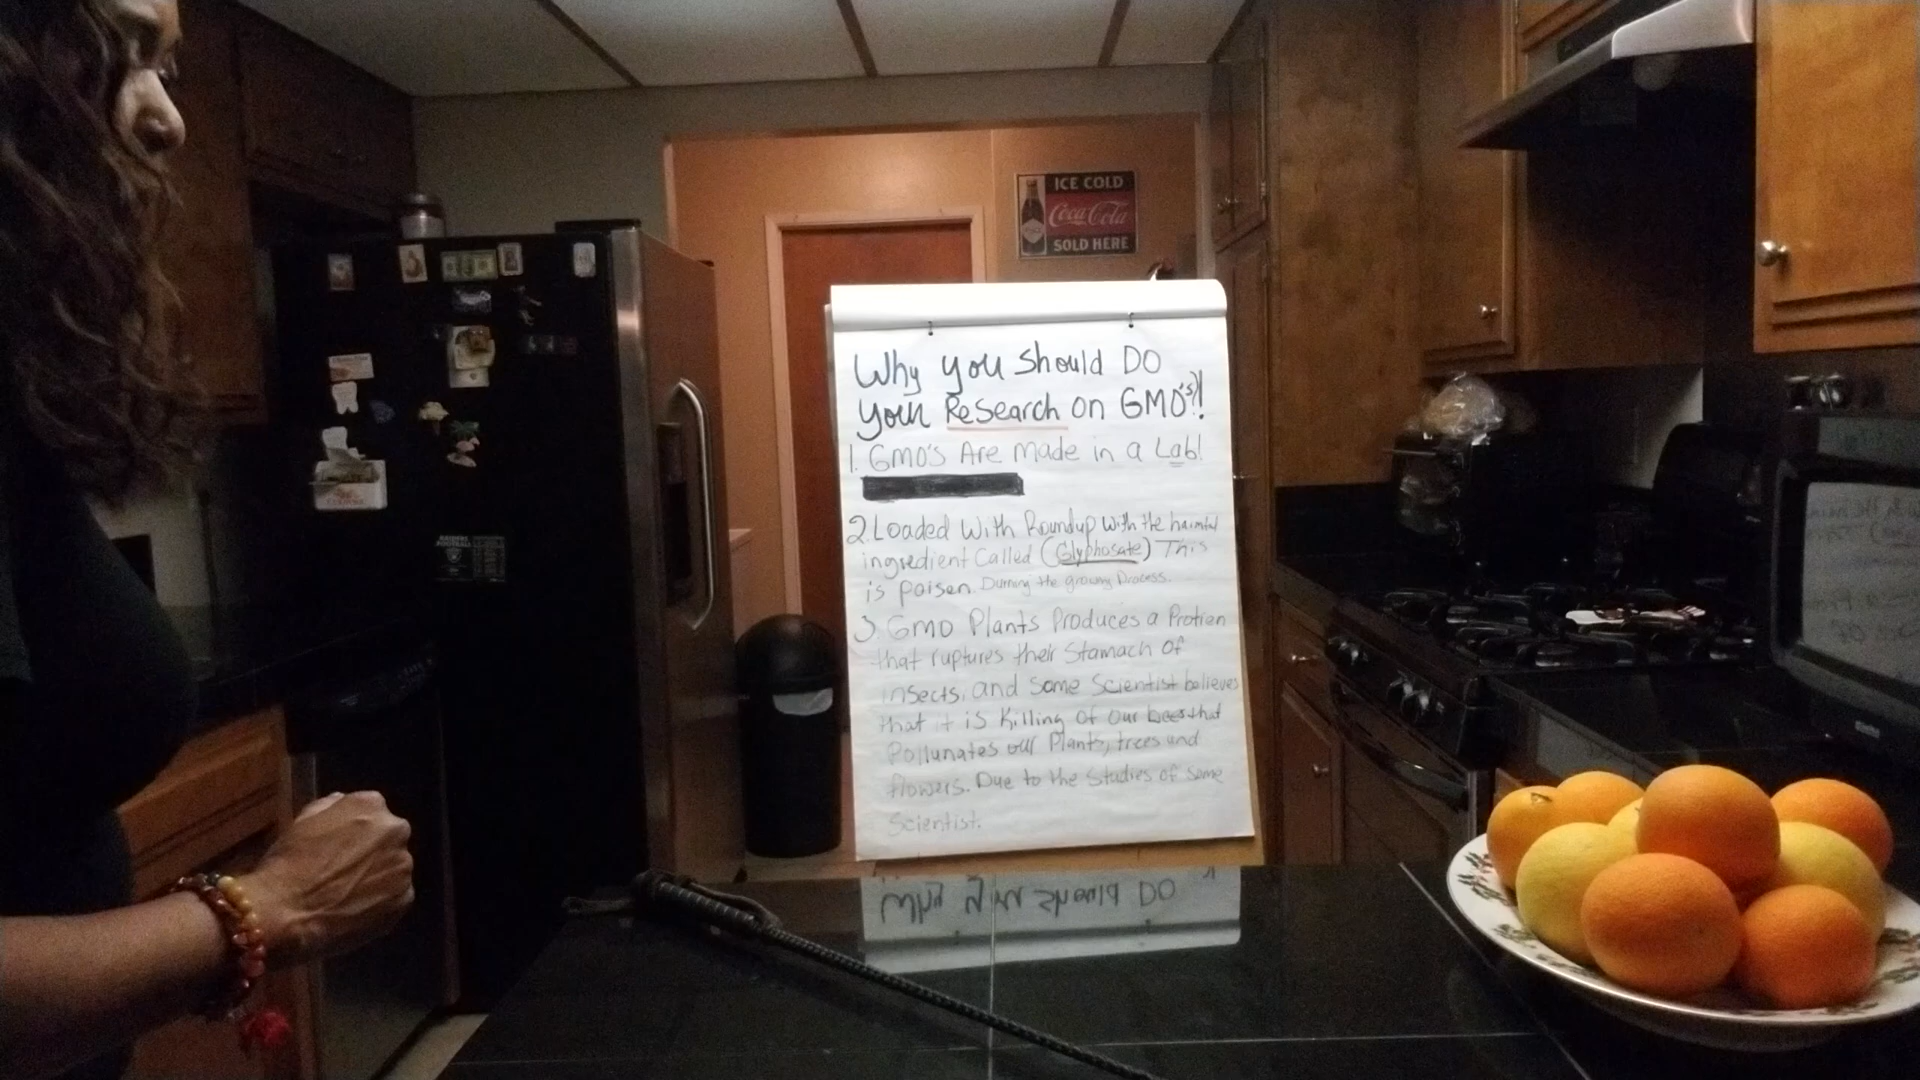 ICE COLD
Coca-Cola
SOLD HERE
Why you should DO
your Research on GMO's?!
1. GMO's Are Made in a Lab!
2. Loaded With Roundup with the harmful
ingredient Called (Glyphosate) This
is poisen. Durning the growing Process.
3. GMO Plants Produces a Protien
that ruptures their Stamach of
insects, and Some Scientist believes
that it is Killing of Our bees that
Pollunates our Plants, trees and
flowers. Due to the Studies of Some
Scientist.
RAIDERS
FOOTBALL